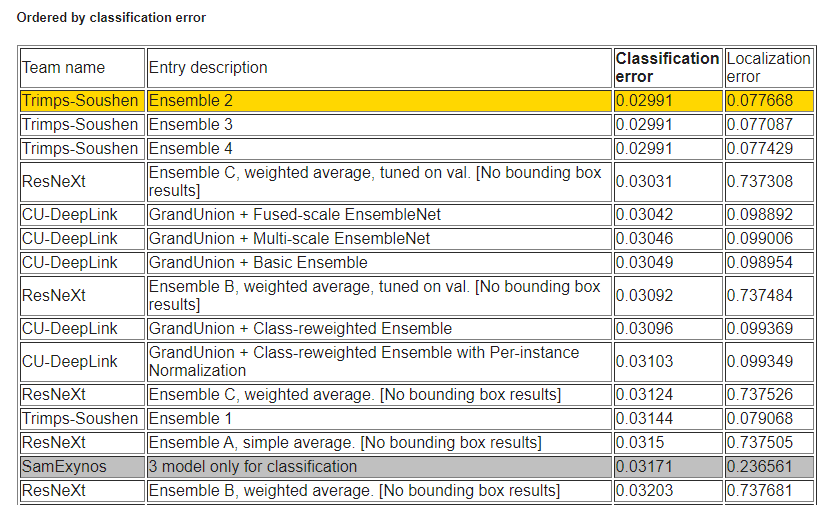 Ordered by classification error
Team name Entry description Classification error Localization error
Trimps-Soushen Ensemble 2 0.02991 0.077668
Trimps-Soushen Ensemble 3 0.02991 0.077087
Trimps-Soushen Ensemble 4 0.02991 0.077429
ResNeXt Ensemble C, weighted average, tuned on val. [No bounding box results] 0.03031 0.737308
CU-DeepLink GrandUnion + Fused-scale EnsembleNet 0.03042 0.098892
CU-DeepLink GrandUnion + Multi-scale EnsembleNet 0.03046 0.099006
CU-DeepLink GrandUnion + Basic Ensemble 0.03049 0.098954
ResNeXt Ensemble B, weighted average, tuned on val. [No bounding box results] 0.03092 0.737484
CU-DeepLink GrandUnion + Class-reweighted Ensemble 0.03096 0.099369
CU-DeepLink GrandUnion + Class-reweighted Ensemble with Per-instance Normalization 0.03103 0.099349
ResNeXt Ensemble C, weighted average. [No bounding box results] 0.03124 0.737526
Trimps-Soushen Ensemble 1 0.03144 0.079068
ResNeXt Ensemble A, simple average. [No bounding box results] 0.0315 0.737505
SamExynos 3 model only for classification 0.03171 0.236561
ResNeXt Ensemble B, weighted average. [No bounding box results] 0.03203 0.737681